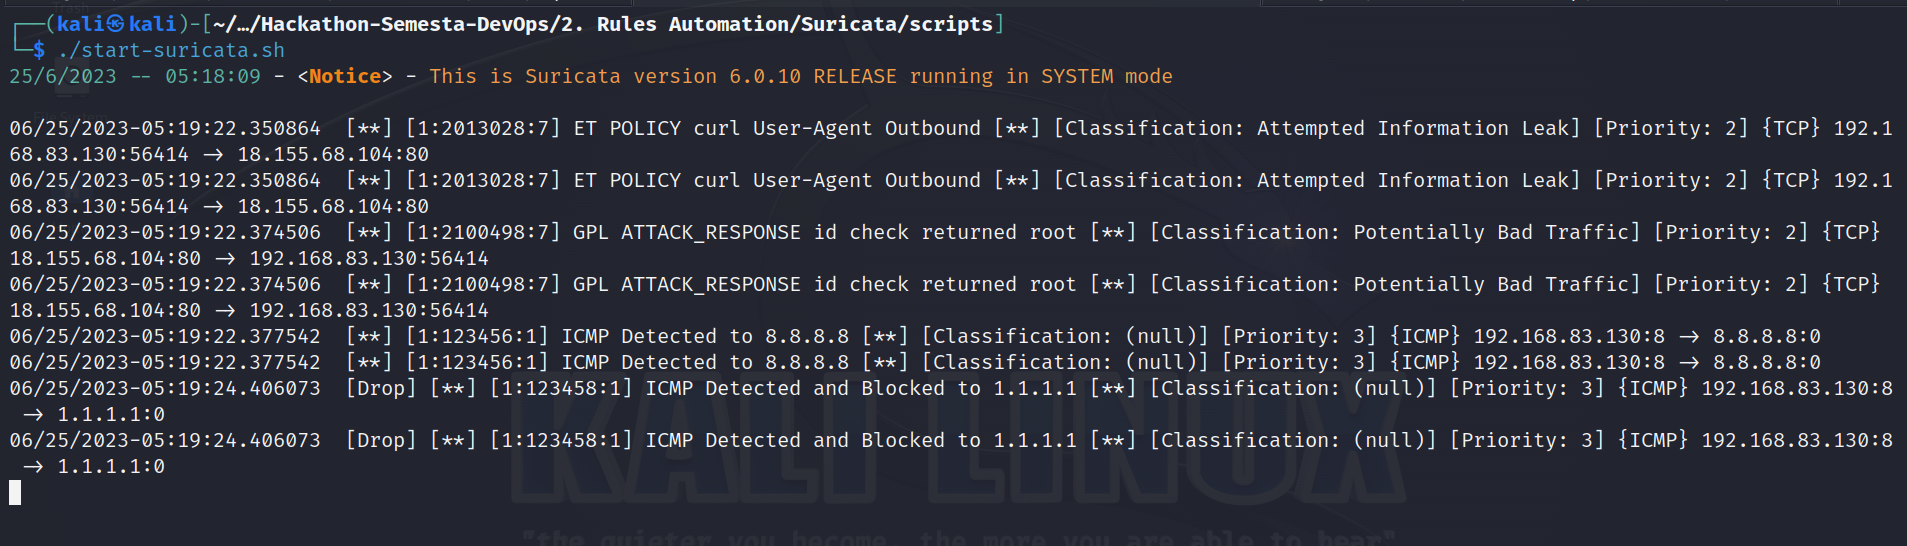 ┌──(kali㉿kali)-[~/…/Hackathon-Semesta-DevOps/2. Rules Automation/Suricata/scripts]
└─$ ./start-suricata.sh
25/6/2023 -- 05:18:09 - <Notice> - This is Suricata version 6.0.10 RELEASE running in SYSTEM mode
06/25/2023-05:19:22.350864  [**] [1:2013028:7] ET POLICY curl User-Agent Outbound [**] [Classification: Attempted Information Leak] [Priority: 2] {TCP} 192.1
68.83.130:56414 -> 18.155.68.104:80
06/25/2023-05:19:22.350864  [**] [1:2013028:7] ET POLICY curl User-Agent Outbound [**] [Classification: Attempted Information Leak] [Priority: 2] {TCP} 192.1
68.83.130:56414 -> 18.155.68.104:80
06/25/2023-05:19:22.374506  [**] [1:2100498:7] GPL ATTACK_RESPONSE id check returned root [**] [Classification: Potentially Bad Traffic] [Priority: 2] {TCP}
18.155.68.104:80 -> 192.168.83.130:56414
06/25/2023-05:19:22.374506  [**] [1:2100498:7] GPL ATTACK_RESPONSE id check returned root [**] [Classification: Potentially Bad Traffic] [Priority: 2] {TCP}
18.155.68.104:80 -> 192.168.83.130:56414
06/25/2023-05:19:22.377542  [**] [1:123456:1] ICMP Detected to 8.8.8.8 [**] [Classification: (null)] [Priority: 3] {ICMP} 192.168.83.130:8 -> 8.8.8.8:0
06/25/2023-05:19:22.377542  [**] [1:123456:1] ICMP Detected to 8.8.8.8 [**] [Classification: (null)] [Priority: 3] {ICMP} 192.168.83.130:8 -> 8.8.8.8:0
06/25/2023-05:19:24.406073  [Drop] [**] [1:123458:1] ICMP Detected and Blocked to 1.1.1.1 [**] [Classification: (null)] [Priority: 3] {ICMP} 192.168.83.130:8
 -> 1.1.1.1:0
06/25/2023-05:19:24.406073  [Drop] [**] [1:123458:1] ICMP Detected and Blocked to 1.1.1.1 [**] [Classification: (null)] [Priority: 3] {ICMP} 192.168.83.130:8
 -> 1.1.1.1:0
KALI LINUX
"the quieter you become, the more you are able to hear"